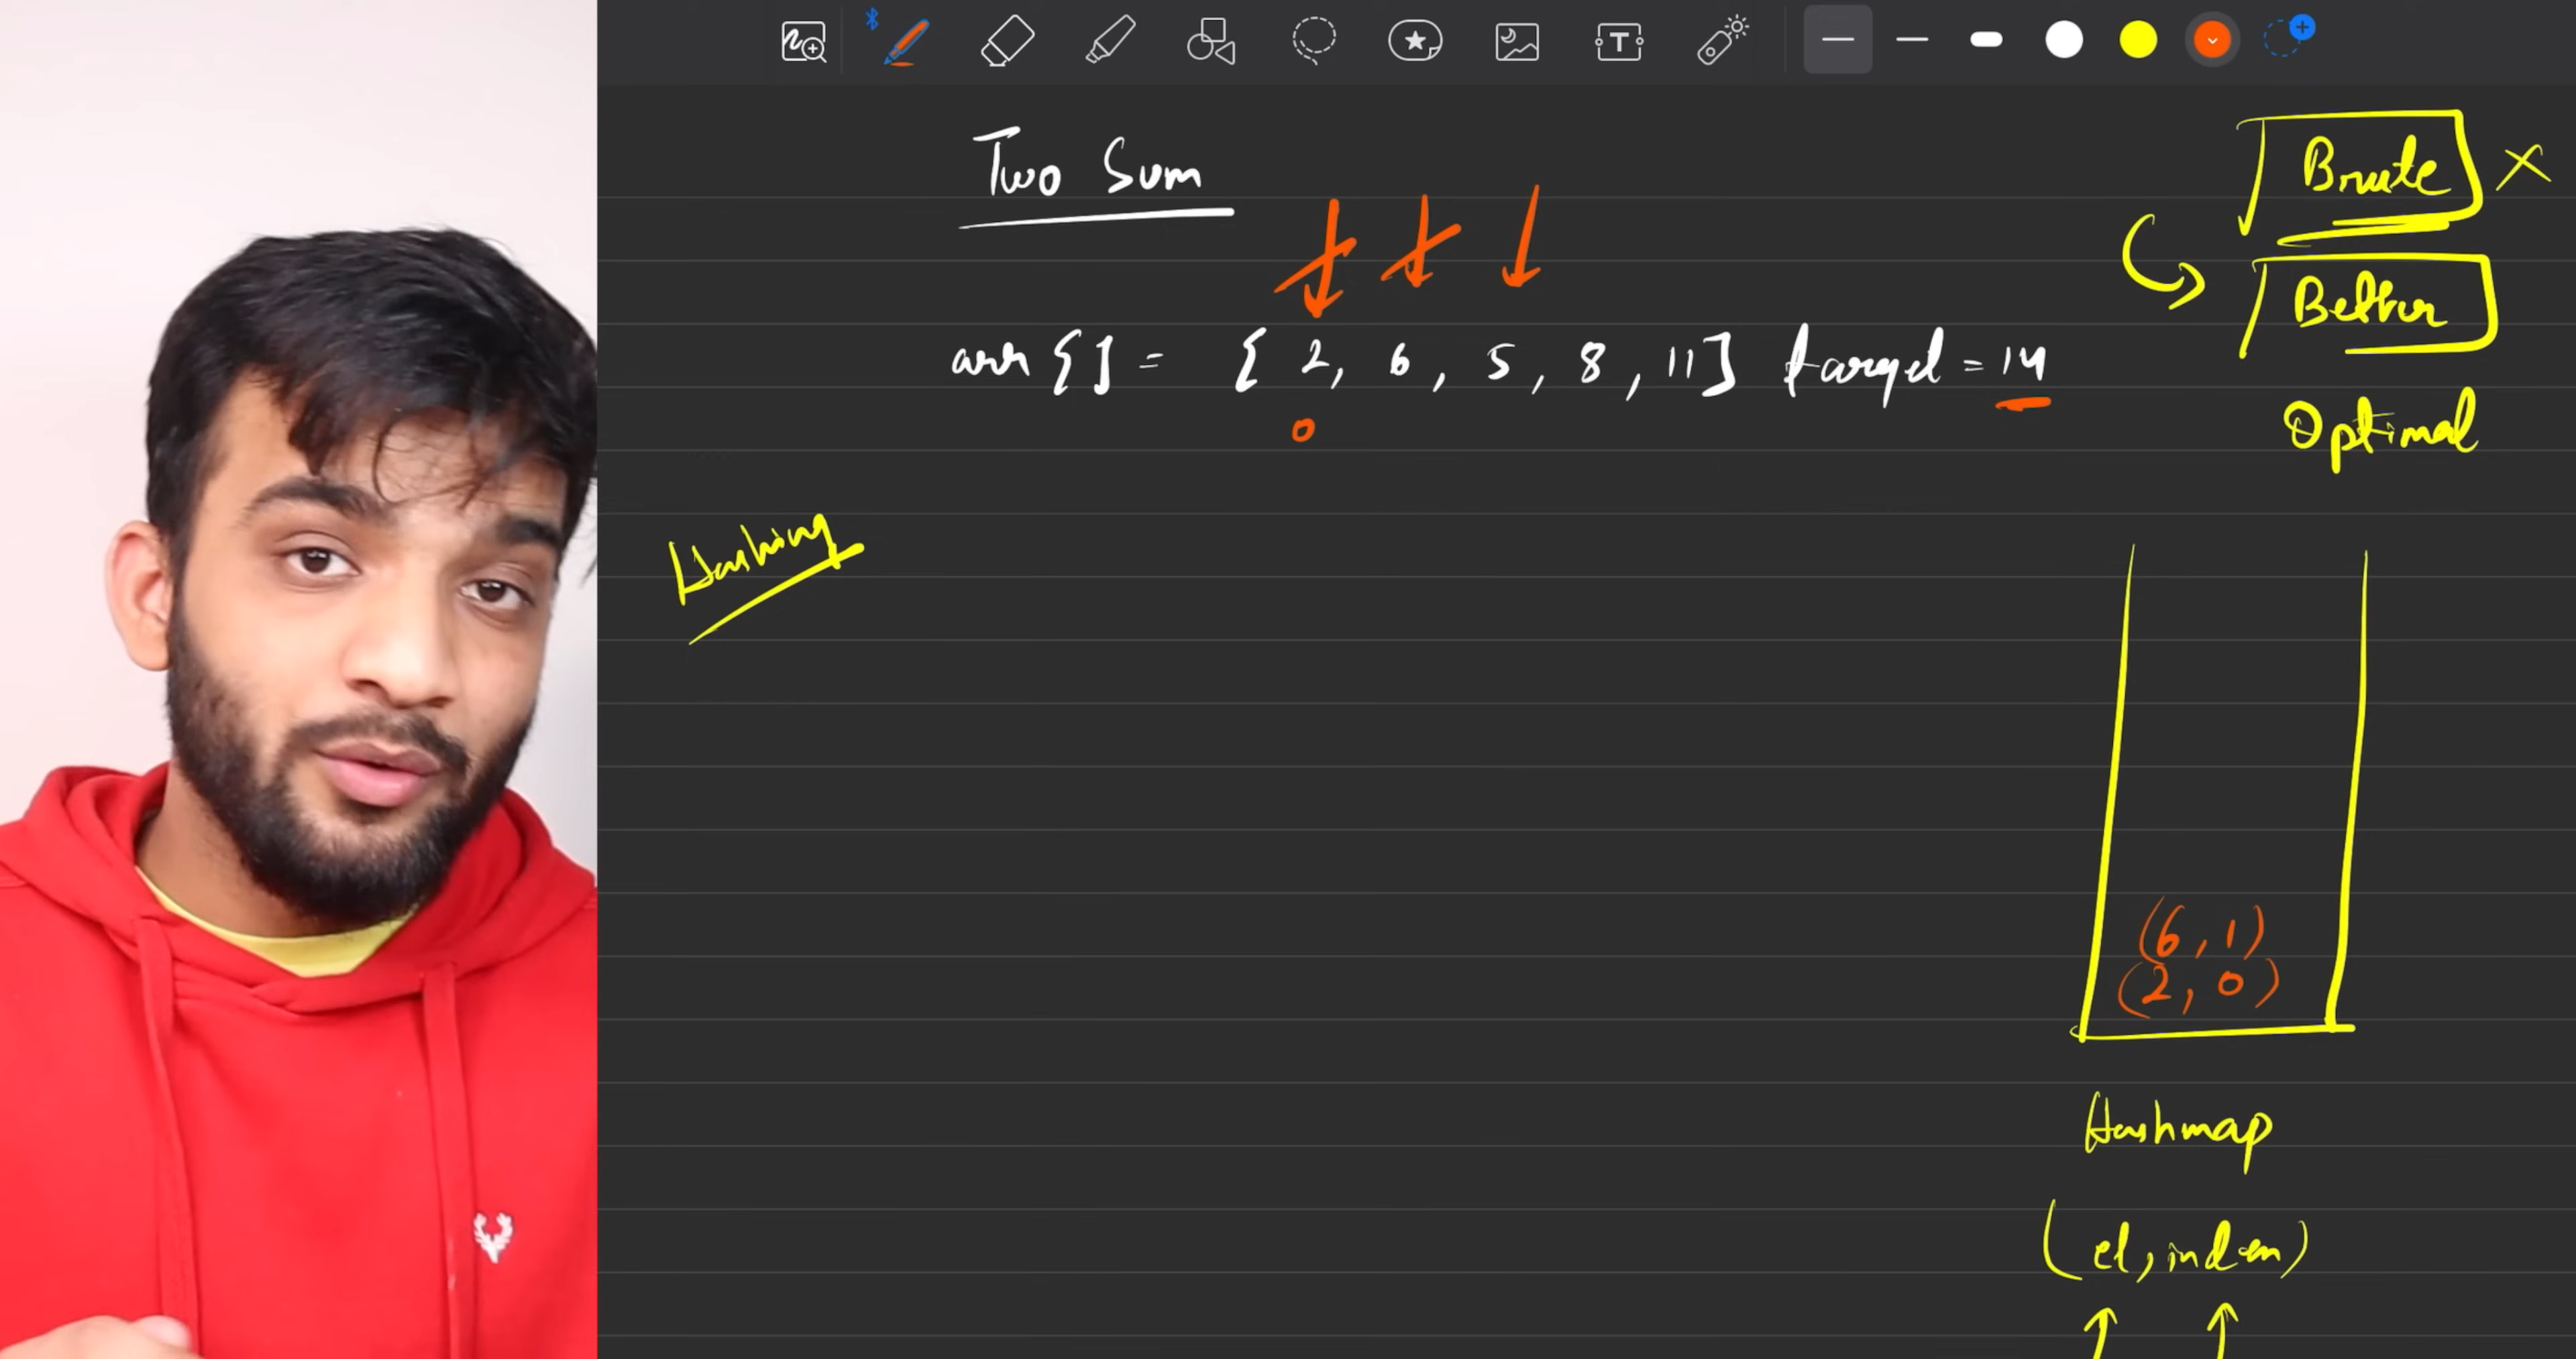 Two Sum
Brute X
Better
arr [] = [ 2, 6, 5, 8, 11] target = 14
0
Optimal
Hashing
(6, 1)
(2, 0)
Hashmap
(el, index)